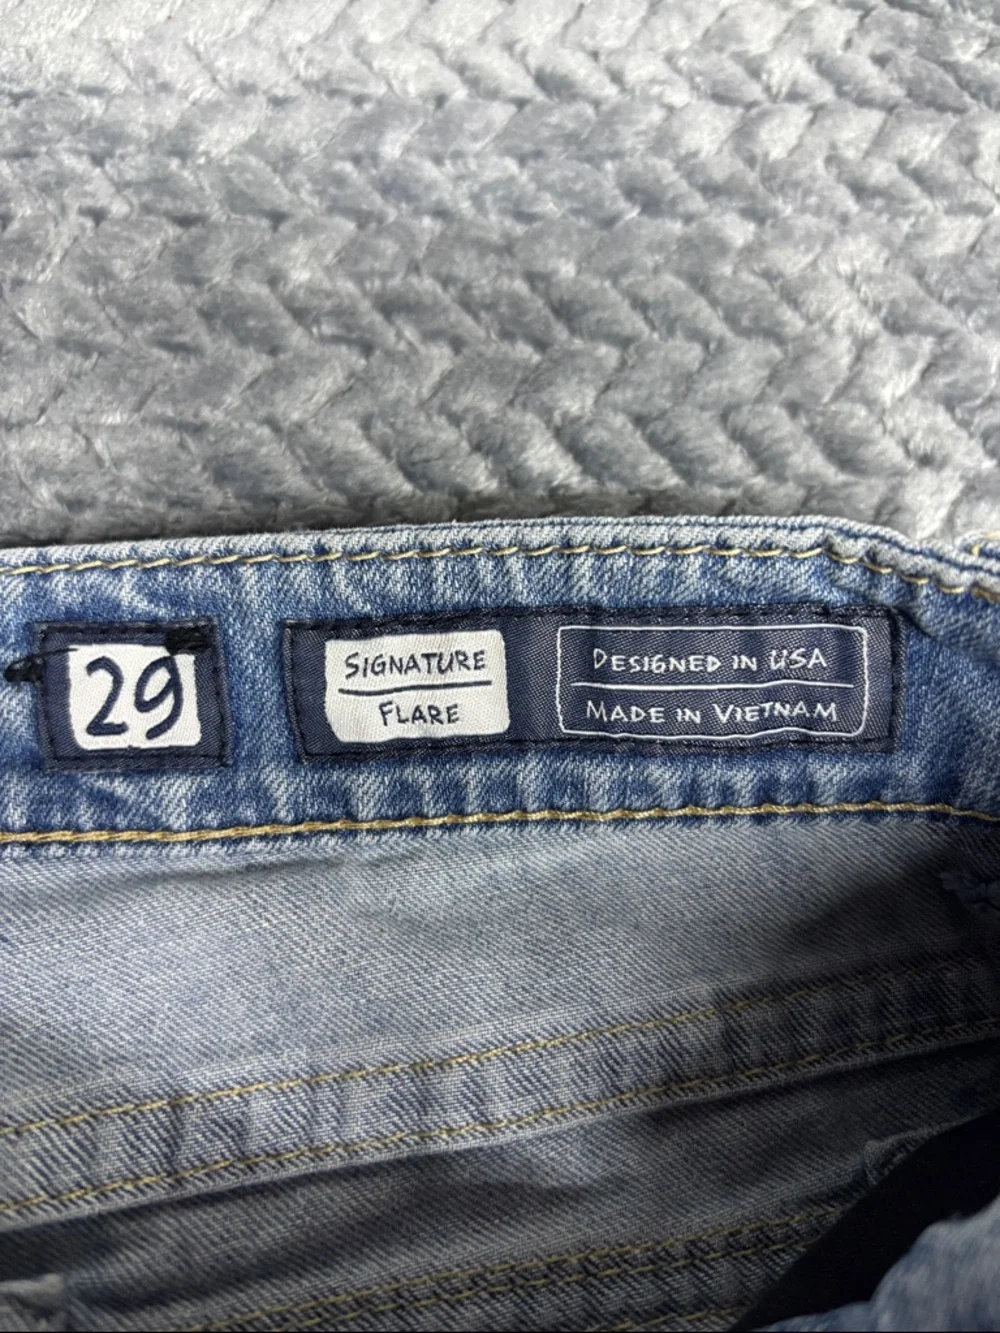 29
SIGNATURE
FLARE
DESIGNED IN USA
MADE IN VIETNAM